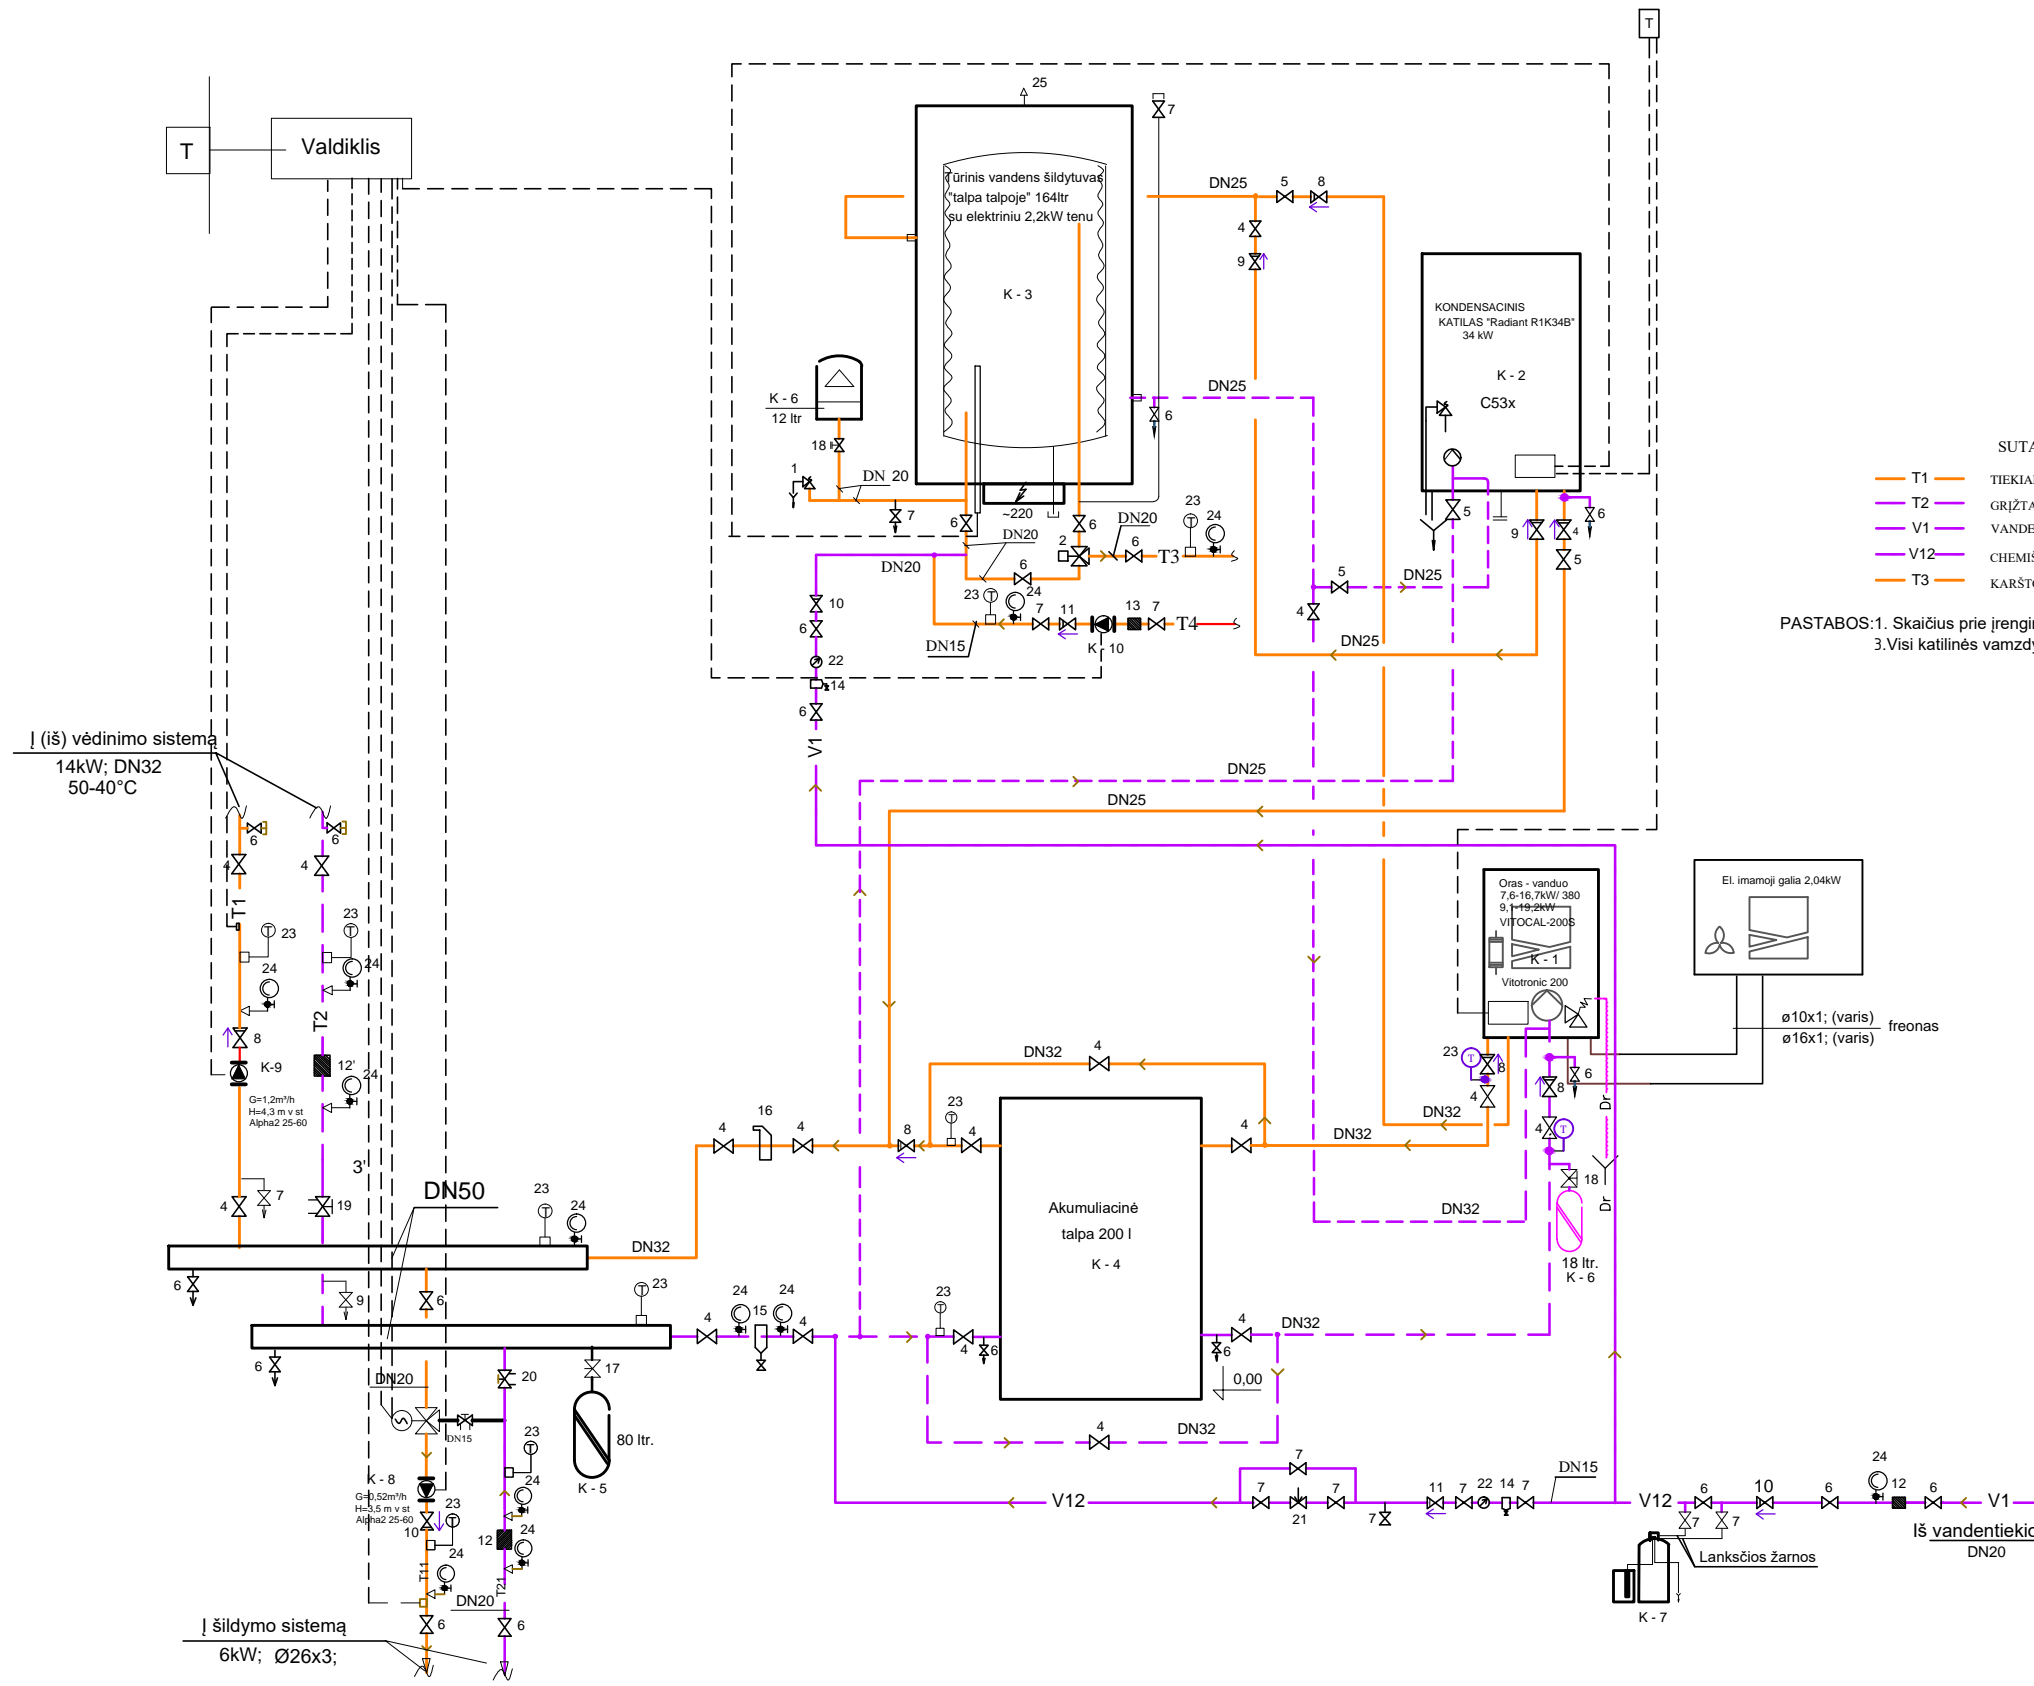 T
25
7
T
Valdiklis
Tūrinis vandens šildytuvas
"talpa talpoje" 164ltr
su elektriniu 2,2kW tenu
K - 3
DN25
5
8
4
9
KONDENSACINIS
KATILAS "Radiant R1K34B"
34 kW
K - 2
C53x
K - 6
12 ltr
18
1
DN 20
7
6
~220
6
DN25
6
23
24
DN20
DN20
2
6
T3
DN20
6
5
9
4
6
5
5
DN25
4
10
23
24
7
11
13
7
T4
6
DN15
K - 10
DN25
22
14
6
V1
SUTA
T1
TIEKIA
T2
GRĮŽTA
V1
VANDE
V12
CHEMIŠ
T3
KARŠTO
PASTABOS:1. Skaičius prie įrengin
3.Visi katilinės vamzdy
Į (iš) vėdinimo sistemą
14kW; DN32
50-40°C
DN25
DN25
6
6
4
4
T1
23
23
24
24
T2
8
K-9
12'
24
G=1,2m³/h
H=4,3 m v st
Alpha2 25-60
3'
DN50
4
7
19
23
24
DN32
6
9
6
23
6
Oras - vanduo
7,6-16,7kW/ 380
9,1-19,2kW
VITOCAL-200S
K - 1
Vitotronic 200
El. imamoji galia 2,04kW
ø10x1; (varis)
ø16x1; (varis)
freonas
23
8
4
8
6
4
T
T
Dr
Dr
18
18 ltr.
K - 6
DN32
4
DN32
DN32
DN32
4
16
4
8
23
4
4
Akumuliacinė
talpa 200 l
K - 4
4
24
15
24
4
23
4
6
4
6
DN32
0,00
4
DN32
DN20
20
17
80 ltr.
K - 5
DN15
K - 8
G=0,52m³/h
H=3,5 m v st
Alpha2 25-60
10
23
23
24
24
12
24
T11
T21
DN20
6
6
Į šildymo sistemą
6kW; Ø26x3;
V12
7
7
21
7
7
11
7
22
14
7
DN15
V12
6
7
7
10
6
24
12
6
V1
Iš vandentiekio
DN20
Lanksčios žarnos
K - 7